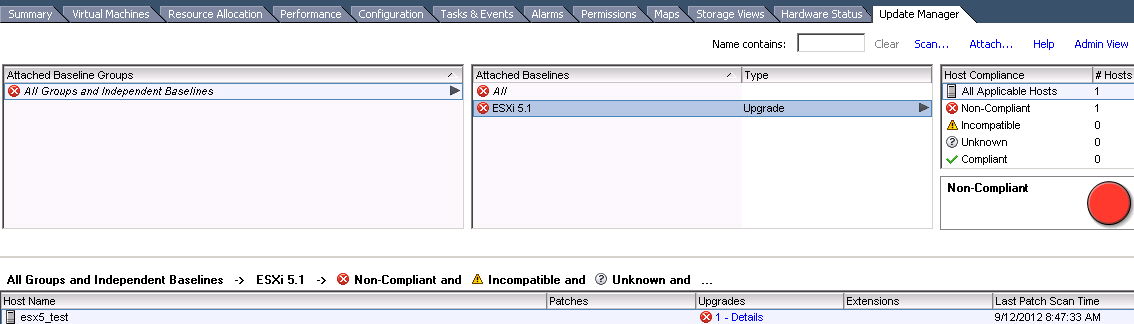 Summary Virtual Machines Resource Allocation Performance Configuration Tasks & Events Alarms Permissions Maps Storage Views Hardware Status Update Manager
Name contains: Clear Scan... Attach... Help Admin View
Attached Baseline Groups
All Groups and Independent Baselines
Attached Baselines Type
All
ESXi 5.1 Upgrade
Host Compliance # Hosts
All Applicable Hosts 1
Non-Compliant 1
Incompatible 0
Unknown 0
Compliant 0
Non-Compliant
All Groups and Independent Baselines -> ESXi 5.1 -> Non-Compliant and Incompatible and Unknown and ...
Host Name Patches Upgrades Extensions Last Patch Scan Time
esx5_test 1 - Details 9/12/2012 8:47:33 AM